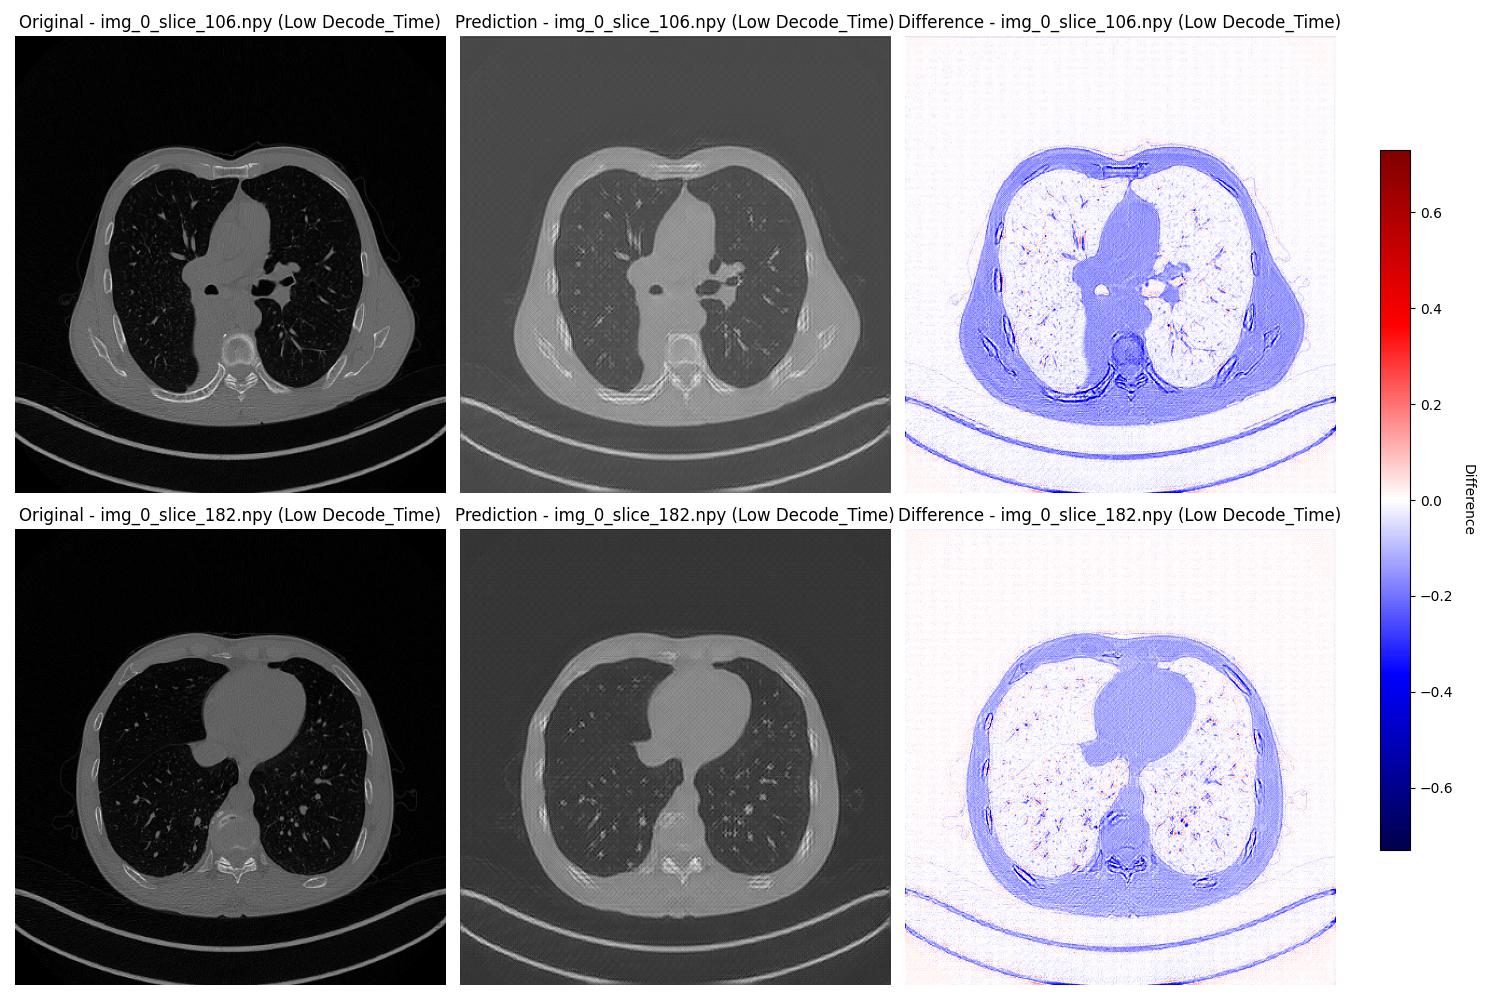 Original - img_0_slice_106.npy (Low Decode_Time)
Prediction - img_0_slice_106.npy (Low Decode_Time)
Difference - img_0_slice_106.npy (Low Decode_Time)
Original - img_0_slice_182.npy (Low Decode_Time)
Prediction - img_0_slice_182.npy (Low Decode_Time)
Difference - img_0_slice_182.npy (Low Decode_Time)
0.6
0.4
0.2
0.0
−0.2
−0.4
−0.6
Difference